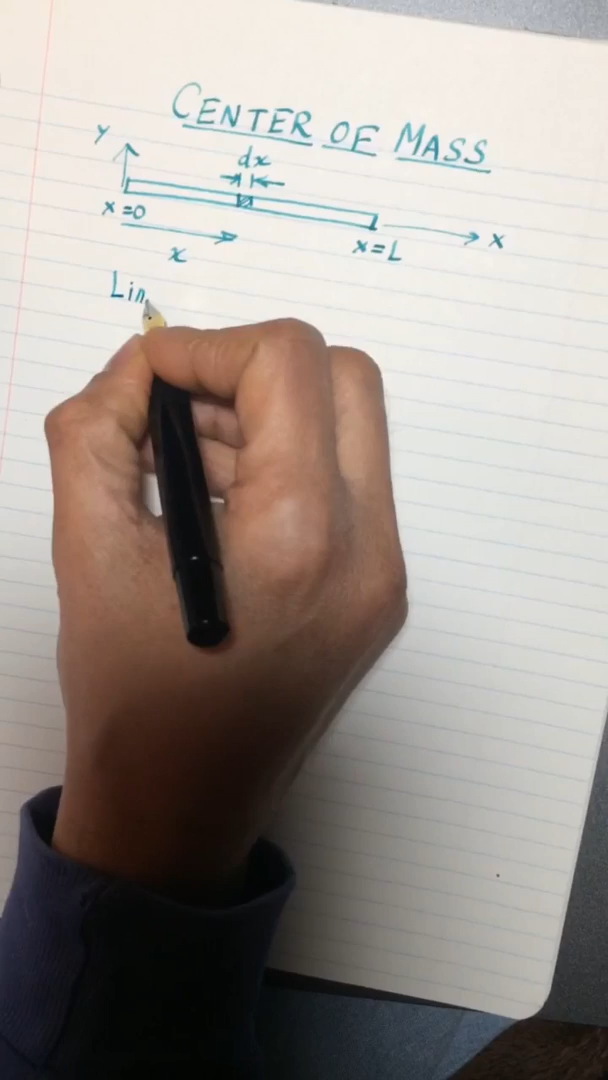 CENTER OF MASS
y
dx
x=0
x=L
x
x
Lin